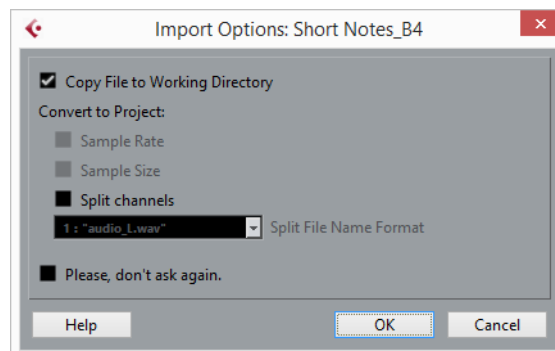 Import Options: Short Notes_B4
Copy File to Working Directory
Convert to Project:
Sample Rate
Sample Size
Split channels
1 : "audio_L.wav" Split File Name Format
Please, don't ask again.
Help OK Cancel